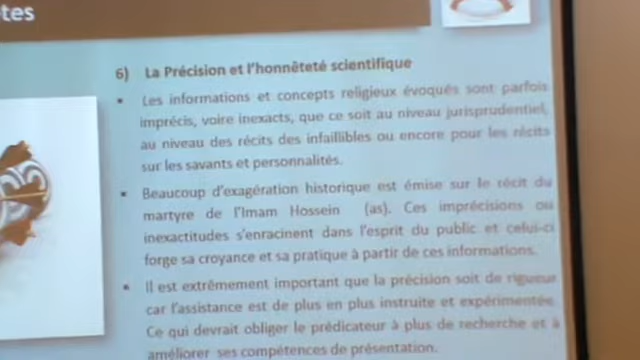 tes
6) La Précision et l'honnêteté scientifique
▪ Les informations et concepts religieux évoqués sont parfois
imprécis, voire inexacts, que ce soit au niveau jurisprudentiel,
au niveau des récits des infaillibles ou encore pour les récits
sur les savants et personnalités.
▪ Beaucoup d'exagération historique est émise sur le récit du
martyre de l'Imam Hossein (as). Ces imprécisions ou
inexactitudes s'enracinent dans l'esprit du public et celui-ci
forge sa croyance et sa pratique à partir de ces informations.
▪ Il est extrêmement important que la précision soit de rigueur
car l'assistance est de plus en plus instruite et expérimentée.
Ce qui devrait obliger le prédicateur à plus de recherche et à
améliorer ses compétences de présentation.